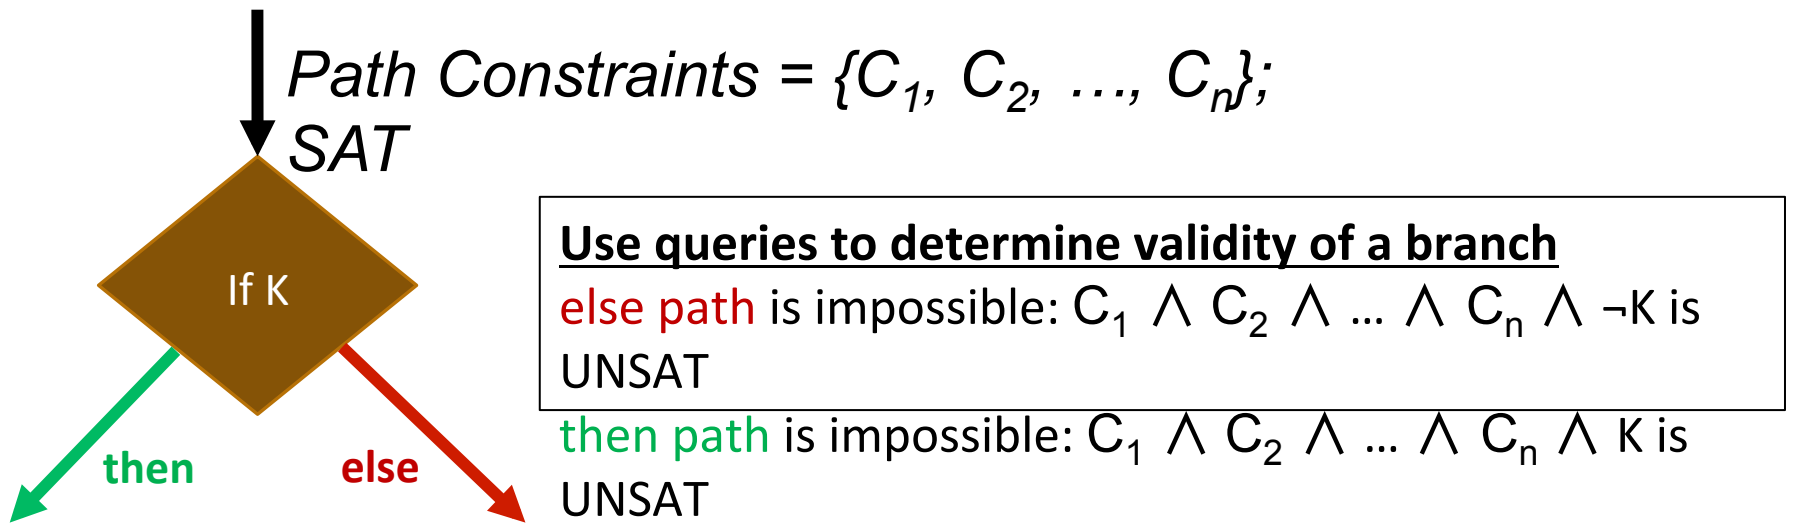 Path Constraints = {C1, C2, …, Cn};
SAT
If K
then
else
Use queries to determine validity of a branch
else path is impossible: C1 ∧ C2 ∧ … ∧ Cn ∧ ¬K is
UNSAT
then path is impossible: C1 ∧ C2 ∧ … ∧ Cn ∧ K is
UNSAT